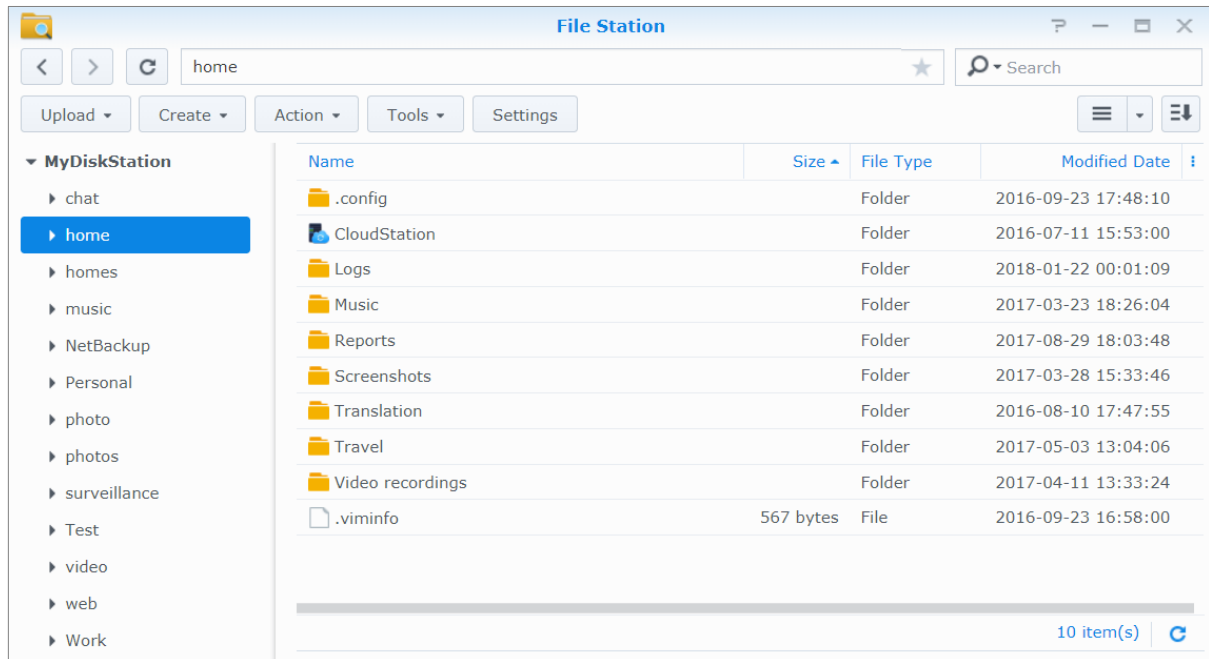 File Station
home
Search
Upload Create Action Tools Settings
MyDiskStation
chat
home
homes
music
NetBackup
Personal
photo
photos
surveillance
Test
video
web
Work
Name Size File Type Modified Date
.config Folder 2016-09-23 17:48:10
CloudStation Folder 2016-07-11 15:53:00
Logs Folder 2018-01-22 00:01:09
Music Folder 2017-03-23 18:26:04
Reports Folder 2017-08-29 18:03:48
Screenshots Folder 2017-03-28 15:33:46
Translation Folder 2016-08-10 17:47:55
Travel Folder 2017-05-03 13:04:06
Video recordings Folder 2017-04-11 13:33:24
.viminfo 567 bytes File 2016-09-23 16:58:00
10 item(s)